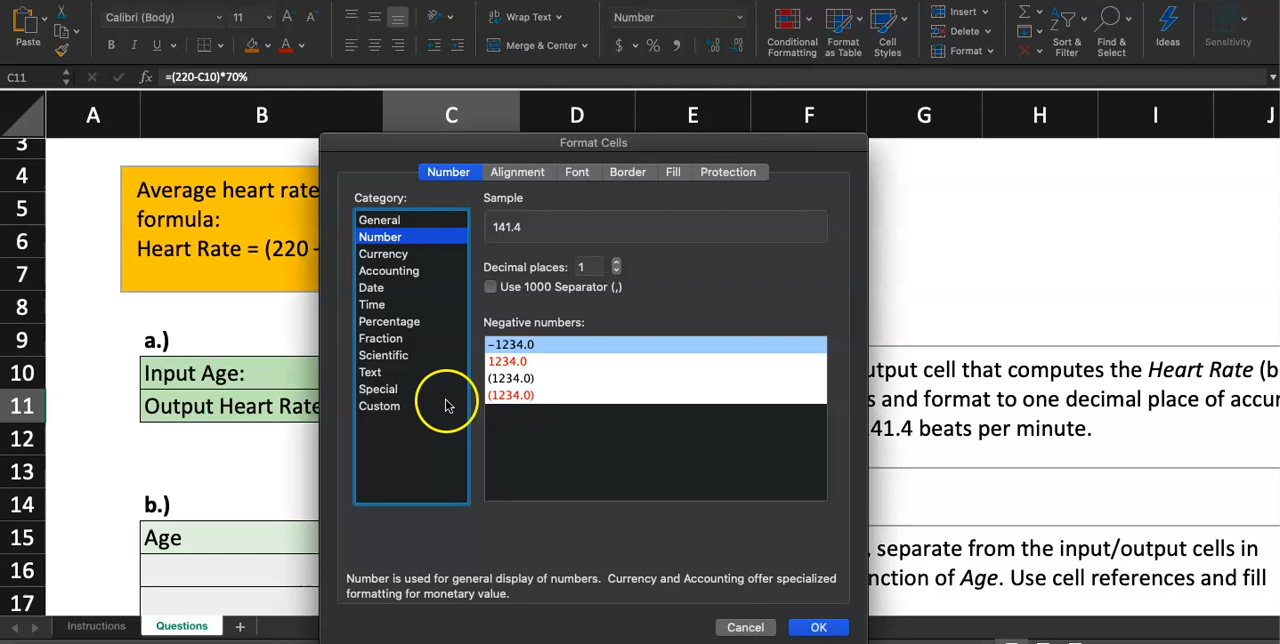 Paste
Calibri (Body) 11 A A
Wrap Text
Number
Conditional
Formatting
Format
as Table
Cell
Styles
Insert
Delete
Format
Sort &
Filter
Find &
Select
Ideas
Sensitivity
B I U A
Merge & Center
$ % ,
C11 fx =(220-C10)*70%
A B C D E F G H I J
3
4
5
6
7
8
9
10
11
12
13
14
15
16
17
Average heart rate
formula:
Heart Rate = (220 -
a.)
Input Age:
Output Heart Rate
b.)
Age
Format Cells
Number Alignment Font Border Fill Protection
Category:
General
Number
Currency
Accounting
Date
Time
Percentage
Fraction
Scientific
Text
Special
Custom
Sample
141.4
Decimal places: 1
Use 1000 Separator (,)
Negative numbers:
-1234.0
1234.0
(1234.0)
(1234.0)
Number is used for general display of numbers. Currency and Accounting offer specialized
formatting for monetary value.
Cancel OK
utput cell that computes the Heart Rate (b
s and format to one decimal place of accur
41.4 beats per minute.
, separate from the input/output cells in
nction of Age. Use cell references and fill
Instructions Questions +